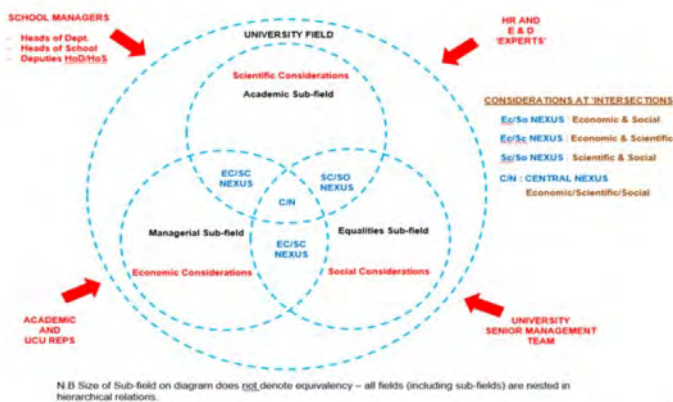 SCHOOL MANAGERS
- Heads of Dept.
- Heads of School
- Deputies HoD/HoS
UNIVERSITY FIELD
HR AND
E & D
'EXPERTS'
Scientific Considerations
Academic Sub-field
CONSIDERATIONS AT 'INTERSECTIONS
Ec/So NEXUS : Economic & Social
Ec/Sc NEXUS : Economic & Scientific
Sc/So NEXUS : Scientific & Social
C/N : CENTRAL NEXUS
Economic/Scientific/Social
EC/SC
NEXUS
SC/SO
NEXUS
C/N
Managerial Sub-field
Equalities Sub-field
EC/SC
NEXUS
Economic Considerations
Social Considerations
ACADEMIC
AND
UCU REPS
UNIVERSITY
SENIOR MANAGEMENT
TEAM
N.B Size of Sub-field on diagram does not denote equivalency – all fields (including sub-fields) are nested in
hierarchical relations.